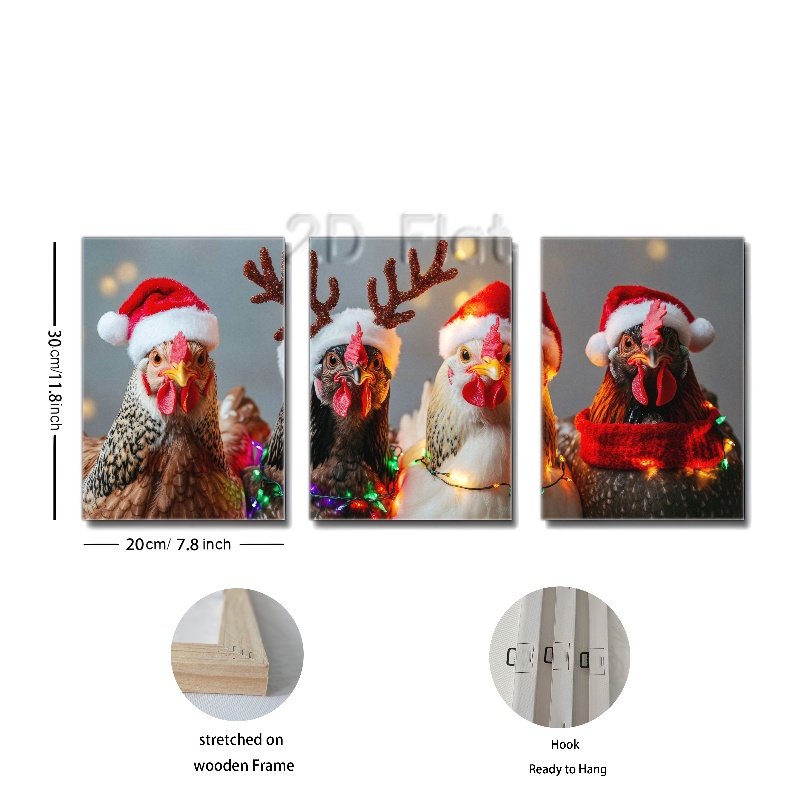 2D Flat
30cm/11.8inch
20cm/ 7.8 inch
stretched on
wooden Frame
Hook
Ready to Hang